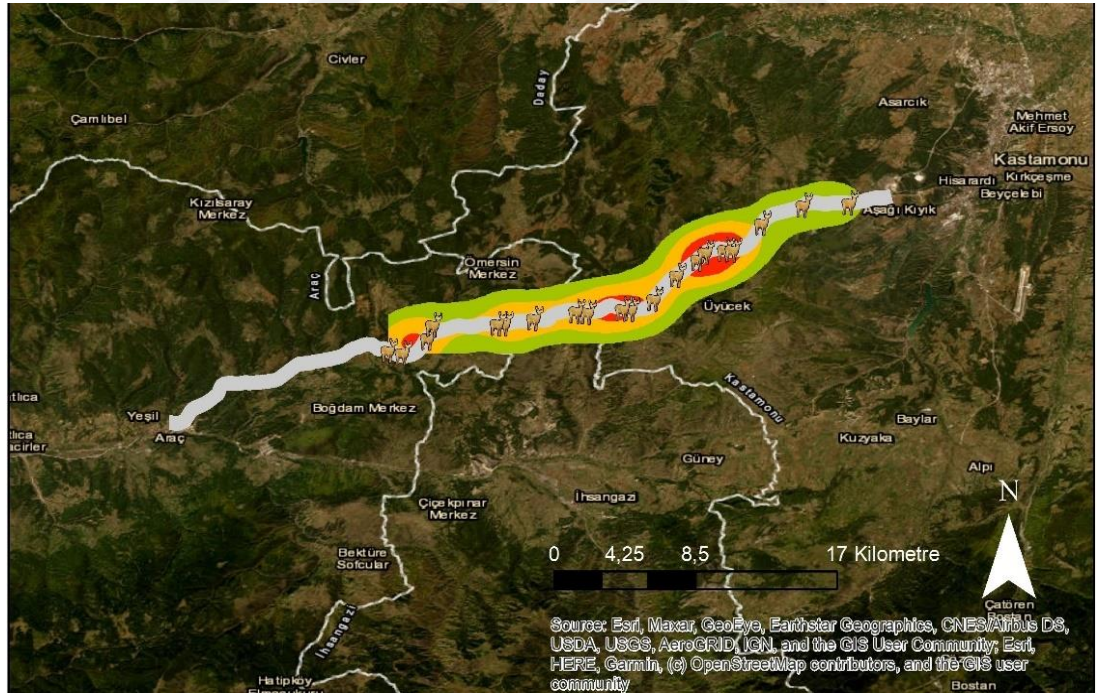 Civler
Çamlıbel
Daday
Asarcık
Mehmet
Akif Ersoy
Kastamonu
Hisarardı
Kırkçeşme
Beyçelebi
Aşağı Kıyık
Kızılsaray
Merkez
Araç
Ömersin
Merkez
Üyücek
Yeşil
Araç
Boğdam Merkez
Kastamonu
Baylar
Kuzyaka
Güney
Alpı
Çiçekpınar
Merkez
İhsangazi
N
Bektüre
Sofcular
0 4,25 8,5 17 Kilometre
İhsangazi
Çatören
Bostan
Source: Esri, Maxar, GeoEye, Earthstar Geographics, CNES/Airbus DS,
USDA, USGS, AeroGRID, IGN, and the GIS User Community; Esri,
HERE, Garmin, (c) OpenStreetMap contributors, and the GIS user
community
Hatipköy
Bostan